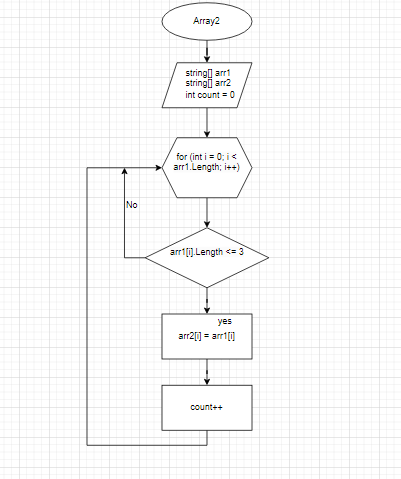 Array2
string[] arr1
string[] arr2
int count = 0
for (int i = 0; i <
arr1.Length; i++)
No
arr1[i].Length <= 3
yes
arr2[i] = arr1[i]
count++